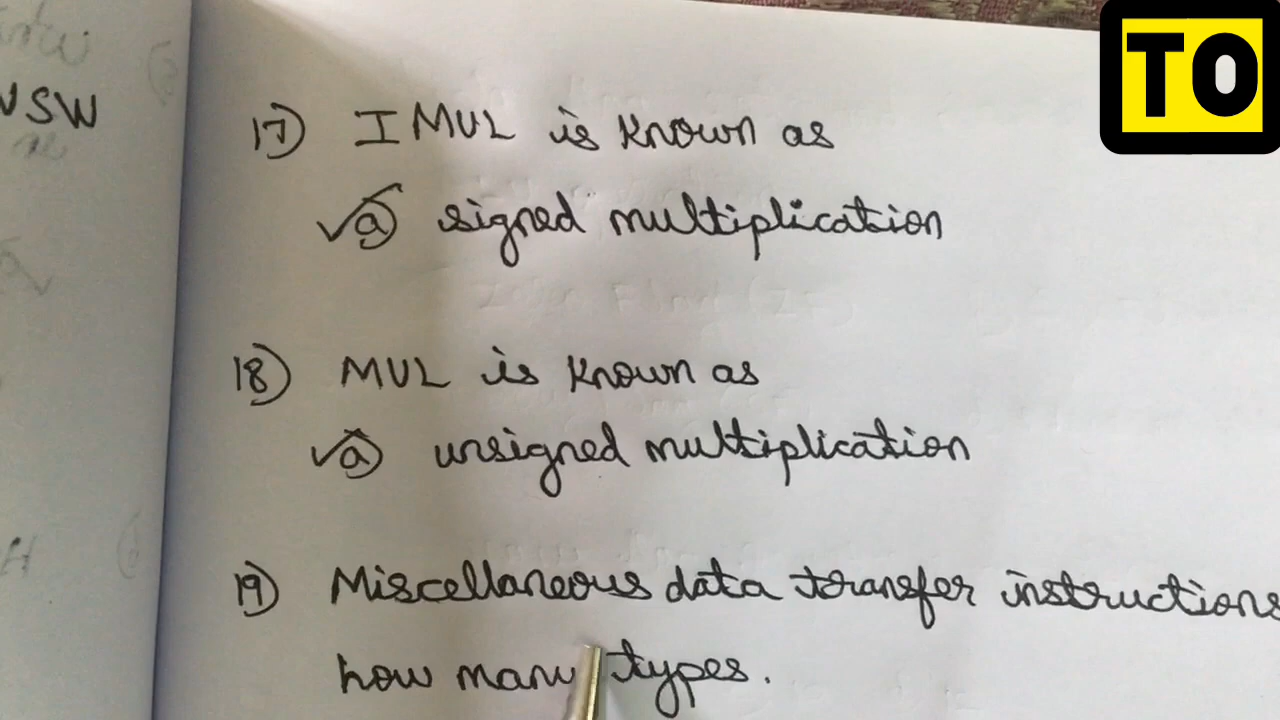 TO
VSW
17) IMUL is known as
a) signed multiplication
18) MUL is known as
a) unsigned multiplication
19) Miscellaneous data transfer instructions
how many types.